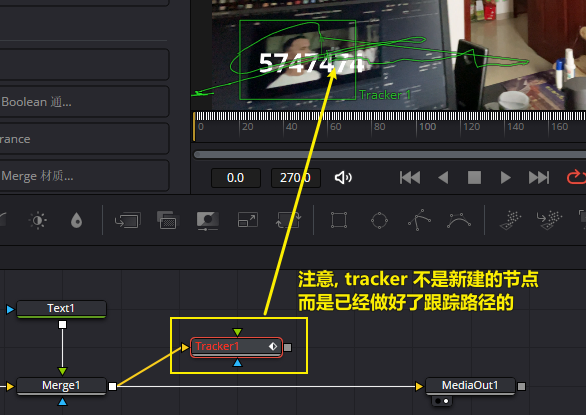 5747474
Tracker 1
Boolean 通...
rance
Merge 材质...
0 20 40 60 80 100 120 140 160
0.0
270.0
注意, tracker 不是新建的节点
而是已经做好了跟踪路径的
Text1
Tracker1
Merge1
MediaOut1